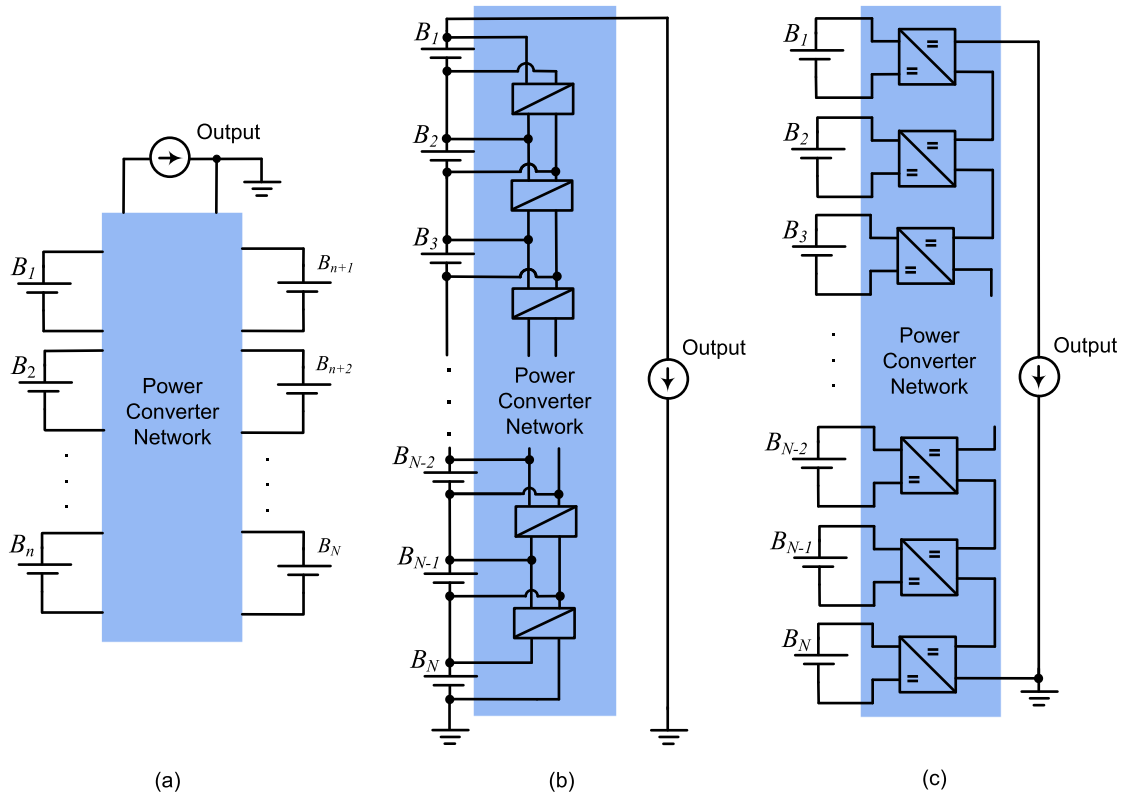 Output
B1
B2
Bn
Bn+1
Bn+2
BN
Power
Converter
Network
(a)
B1
B2
B3
BN-2
BN-1
BN
Power
Converter
Network
Output
(b)
B1
B2
B3
BN-2
BN-1
BN
Power
Converter
Network
Output
(c)